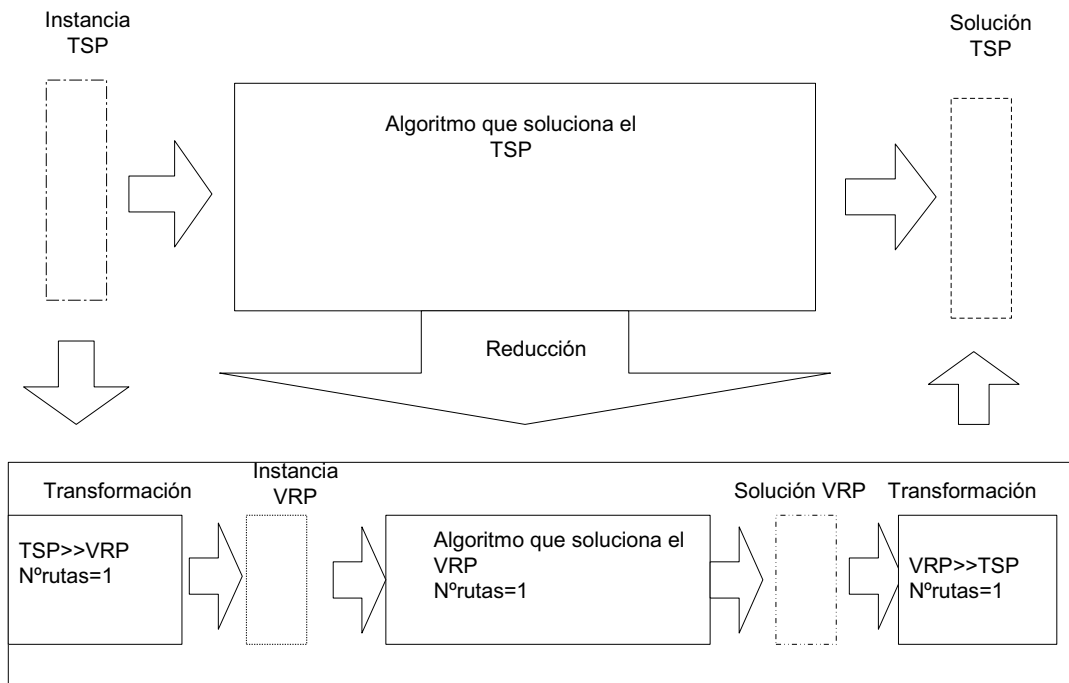 Instancia
TSP
Solución
TSP
Algoritmo que soluciona el
TSP
Reducción
Transformación
Instancia
VRP
Solución VRP
Transformación
TSP>>VRP
Nºrutas=1
Algoritmo que soluciona el
VRP
Nºrutas=1
VRP>>TSP
Nºrutas=1